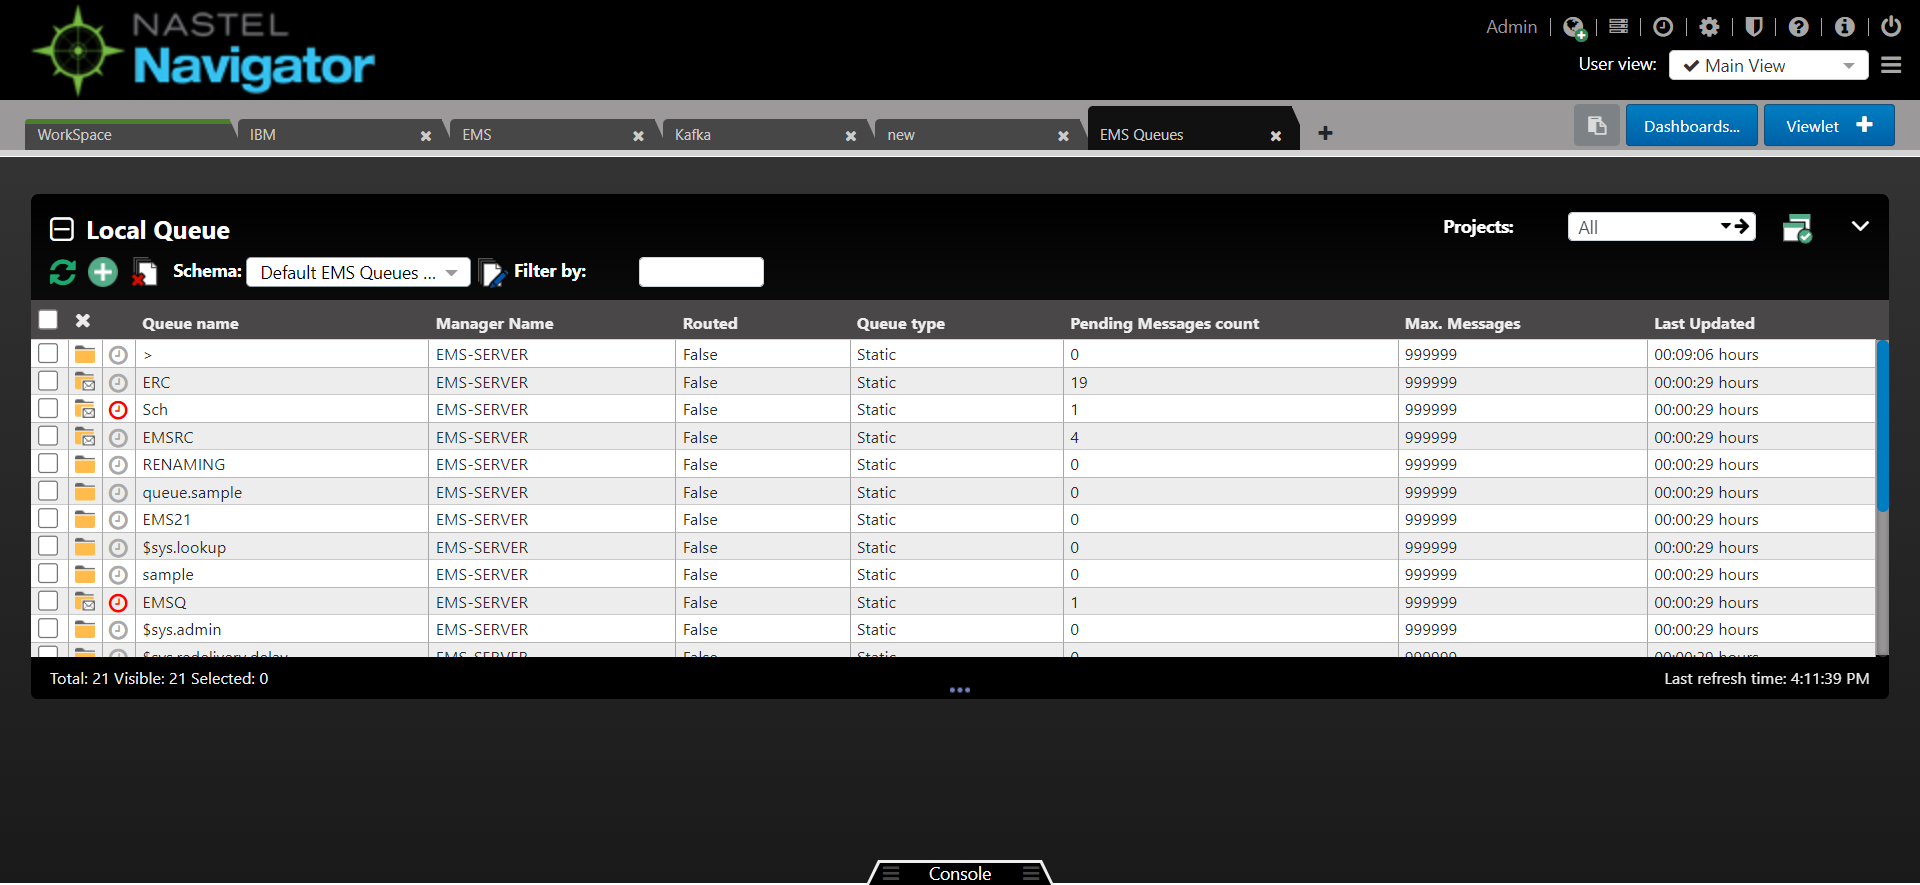 NASTEL
Navigator
Admin
User view: Main View
WorkSpace IBM EMS Kafka new EMS Queues Dashboards... Viewlet
Local Queue Projects: All
Schema: Default EMS Queues ... Filter by:
Queue name Manager Name Routed Queue type Pending Messages count Max. Messages Last Updated
> EMS-SERVER False Static 0 999999 00:09:06 hours
ERC EMS-SERVER False Static 19 999999 00:00:29 hours
Sch EMS-SERVER False Static 1 999999 00:00:29 hours
EMSRC EMS-SERVER False Static 4 999999 00:00:29 hours
RENAMING EMS-SERVER False Static 0 999999 00:00:29 hours
queue.sample EMS-SERVER False Static 0 999999 00:00:29 hours
EMS21 EMS-SERVER False Static 0 999999 00:00:29 hours
$sys.lookup EMS-SERVER False Static 0 999999 00:00:29 hours
sample EMS-SERVER False Static 0 999999 00:00:29 hours
EMSQ EMS-SERVER False Static 1 999999 00:00:29 hours
$sys.admin EMS-SERVER False Static 0 999999 00:00:29 hours
$sys.redelivery.delay EMS-SERVER False Static 0 999999 00:00:29 hours
Total: 21 Visible: 21 Selected: 0 Last refresh time: 4:11:39 PM
Console